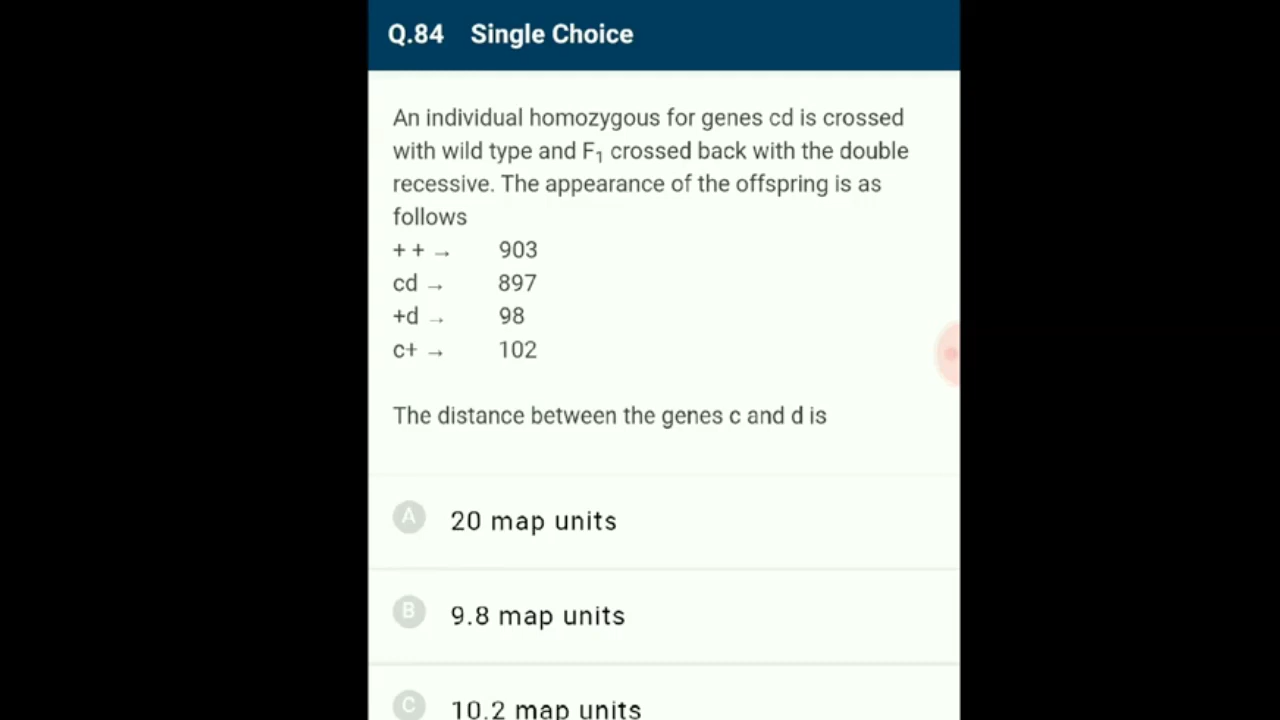 Q.84 Single Choice
An individual homozygous for genes cd is crossed
with wild type and F₁ crossed back with the double
recessive. The appearance of the offspring is as
follows
+ + → 903
cd → 897
+d → 98
c+ → 102
The distance between the genes c and d is
A 20 map units
B 9.8 map units
C 10.2 map units